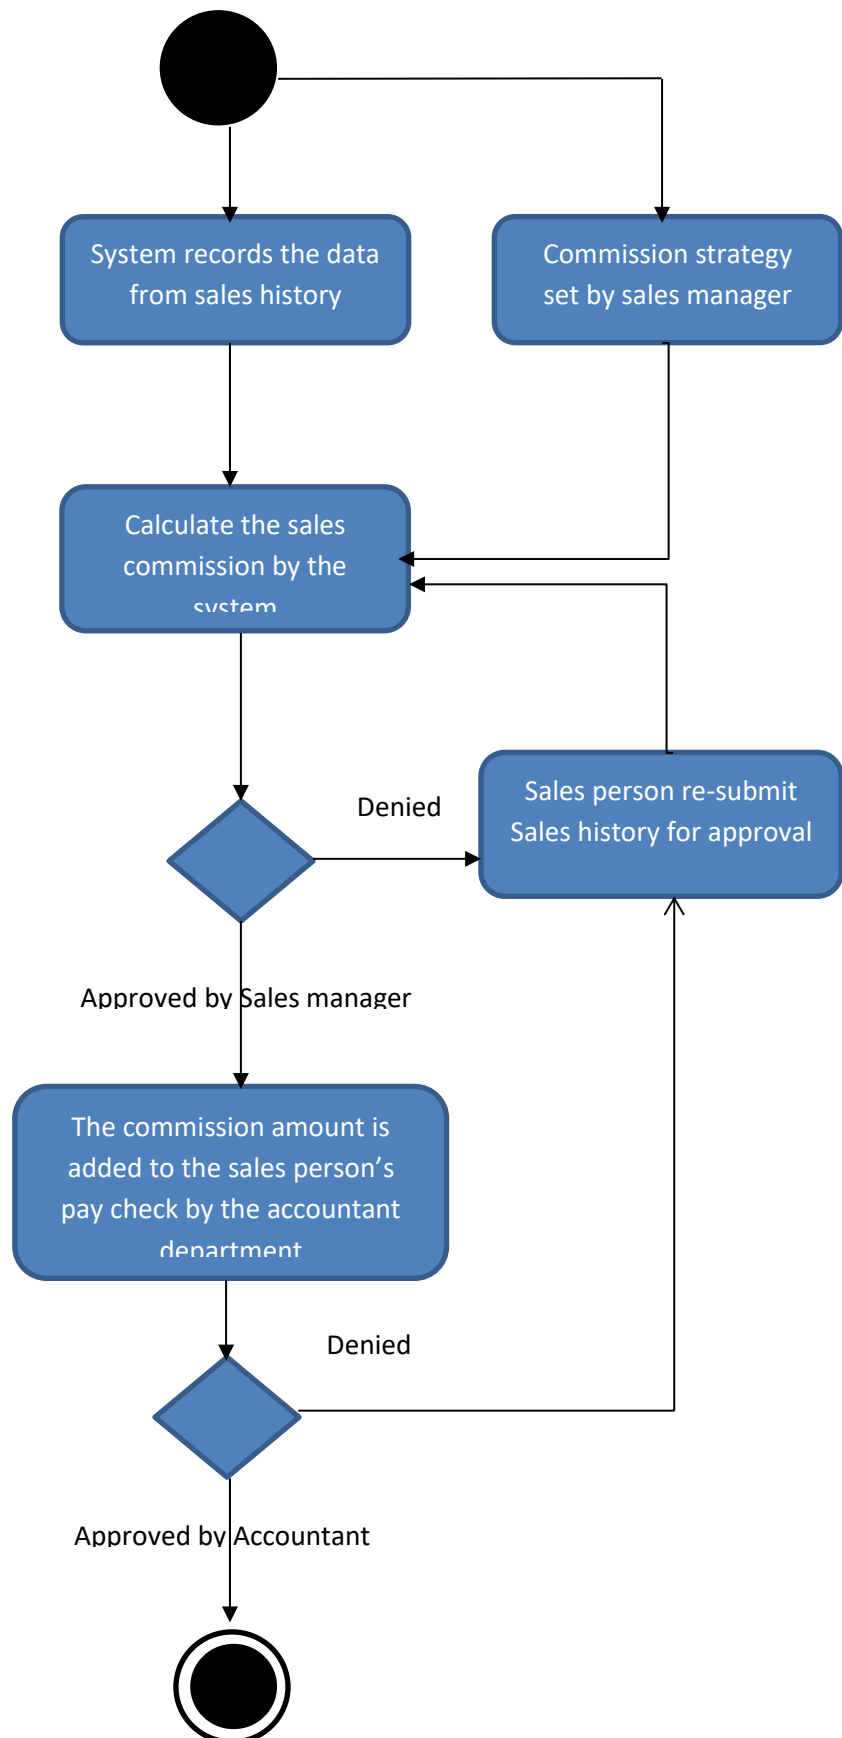 System records the data
from sales history
Commission strategy
set by sales manager
Calculate the sales
commission by the
system
Denied
Sales person re-submit
Sales history for approval
Approved by Sales manager
The commission amount is
added to the sales person’s
pay check by the accountant
department
Denied
Approved by Accountant